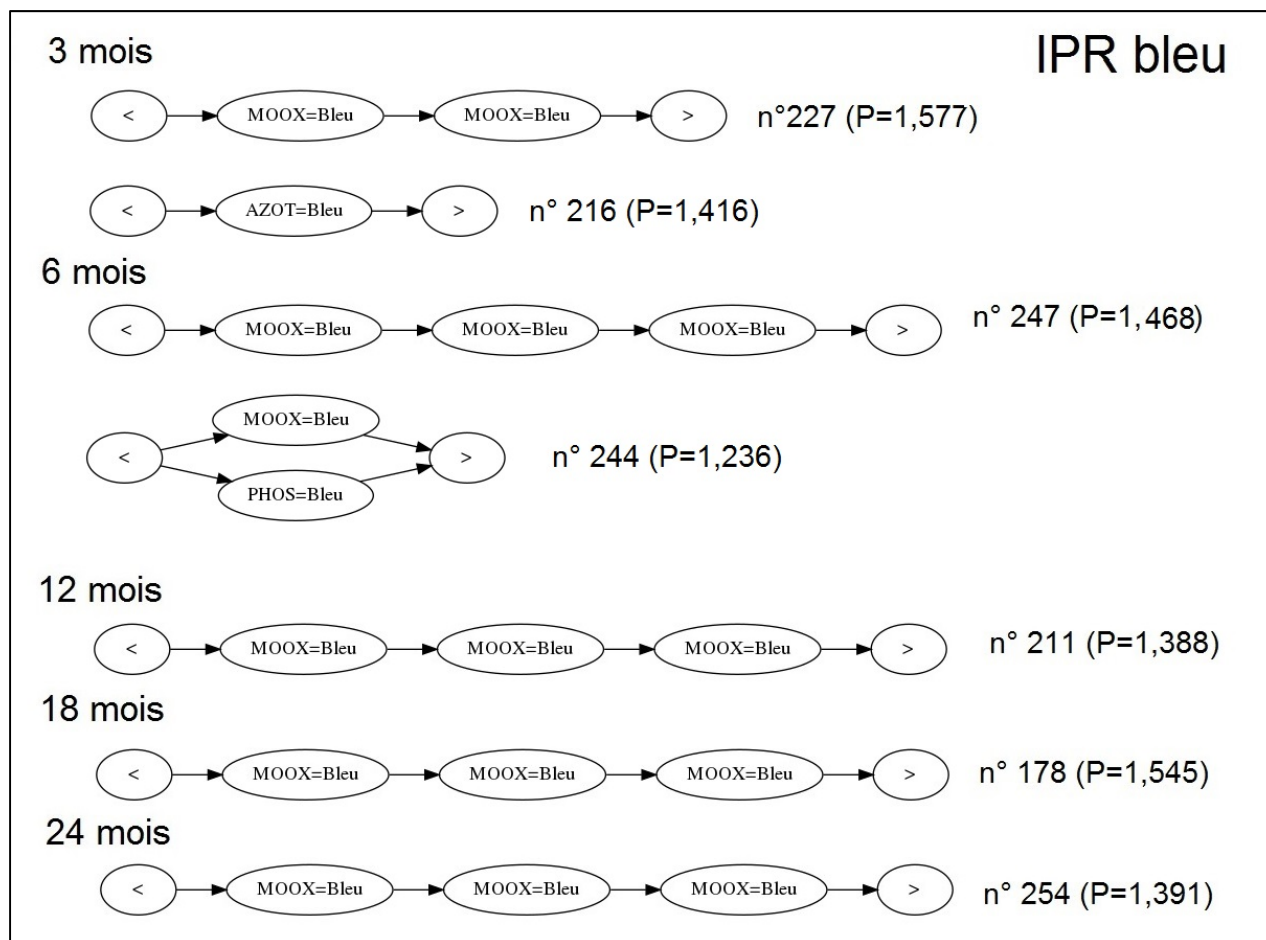 IPR bleu
3 mois
< MOOX=Bleu MOOX=Bleu > n°227 (P=1,577)
< AZOT=Bleu > n° 216 (P=1,416)
6 mois
< MOOX=Bleu MOOX=Bleu MOOX=Bleu > n° 247 (P=1,468)
MOOX=Bleu
< > n° 244 (P=1,236)
PHOS=Bleu
12 mois
< MOOX=Bleu MOOX=Bleu MOOX=Bleu > n° 211 (P=1,388)
18 mois
< MOOX=Bleu MOOX=Bleu MOOX=Bleu > n° 178 (P=1,545)
24 mois
< MOOX=Bleu MOOX=Bleu MOOX=Bleu > n° 254 (P=1,391)